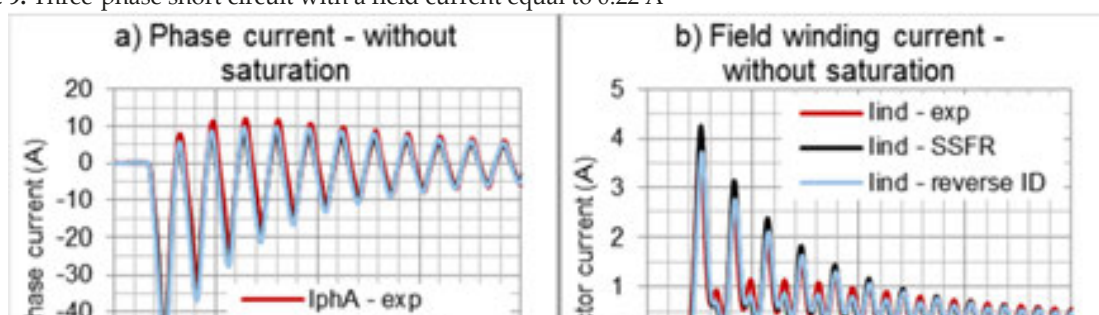 Three-phase short circuit with a field current equal to 0.22 A
a) Phase current - without
saturation
20
10
0
-10
-20
-30
-40
IphA - exp
b) Field winding current -
without saturation
5
4
3
2
1
Iind - exp
Iind - SSFR
Iind - reverse ID
current (A)
current (A)